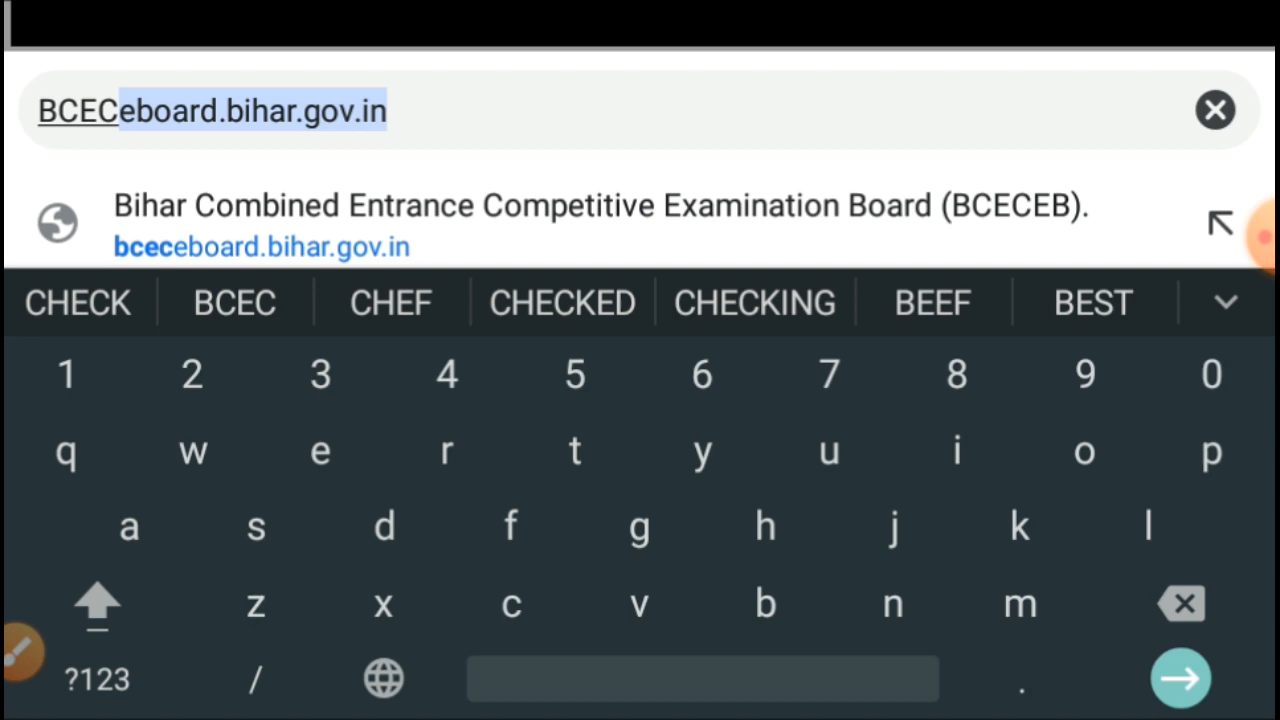 BCECeboard.bihar.gov.in
Bihar Combined Entrance Competitive Examination Board (BCECEB).
bceceboard.bihar.gov.in
CHECK BCEC CHEF CHECKED CHECKING BEEF BEST
1 2 3 4 5 6 7 8 9 0
q w e r t y u i o p
a s d f g h j k l
z x c v b n m
?123 / .